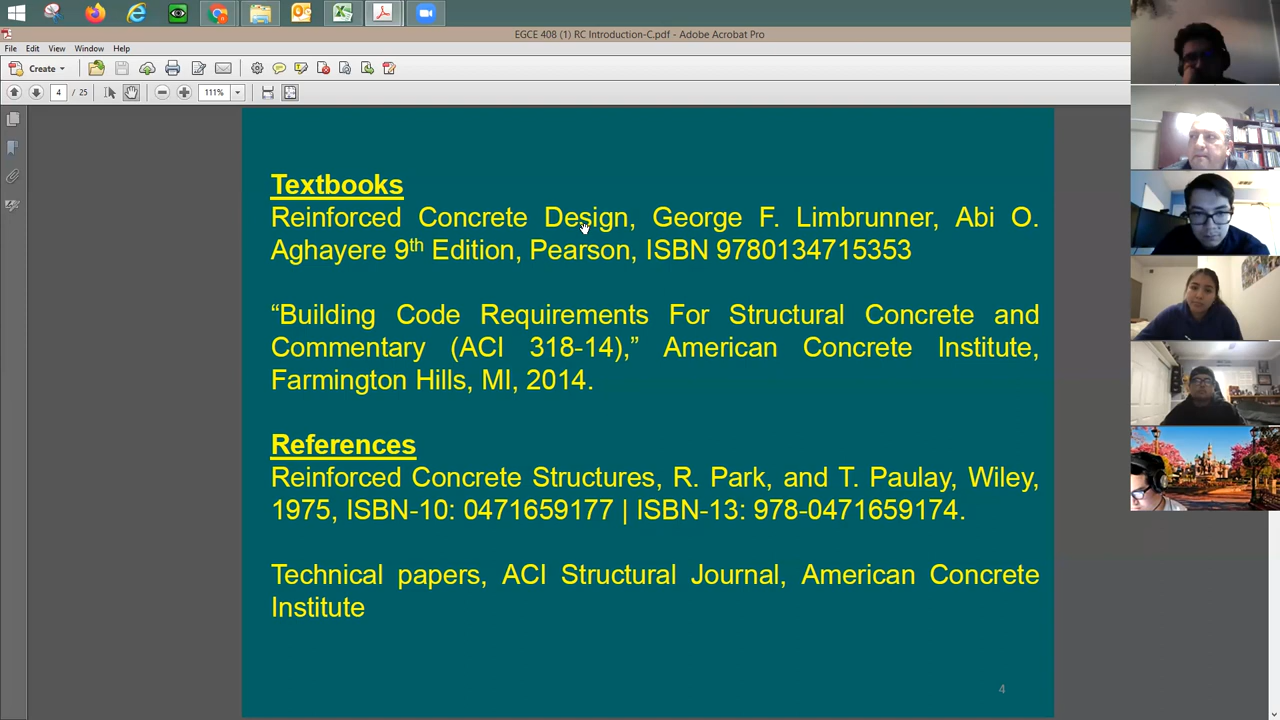 EGCE 408 (1) RC Introduction-C.pdf - Adobe Acrobat Pro
File Edit View Window Help
Create
4 / 25 111%
Textbooks
Reinforced Concrete Design, George F. Limbrunner, Abi O.
Aghayere 9th Edition, Pearson, ISBN 9780134715353
“Building Code Requirements For Structural Concrete and
Commentary (ACI 318-14),” American Concrete Institute,
Farmington Hills, MI, 2014.
References
Reinforced Concrete Structures, R. Park, and T. Paulay, Wiley,
1975, ISBN-10: 0471659177 | ISBN-13: 978-0471659174.
Technical papers, ACI Structural Journal, American Concrete
Institute
4